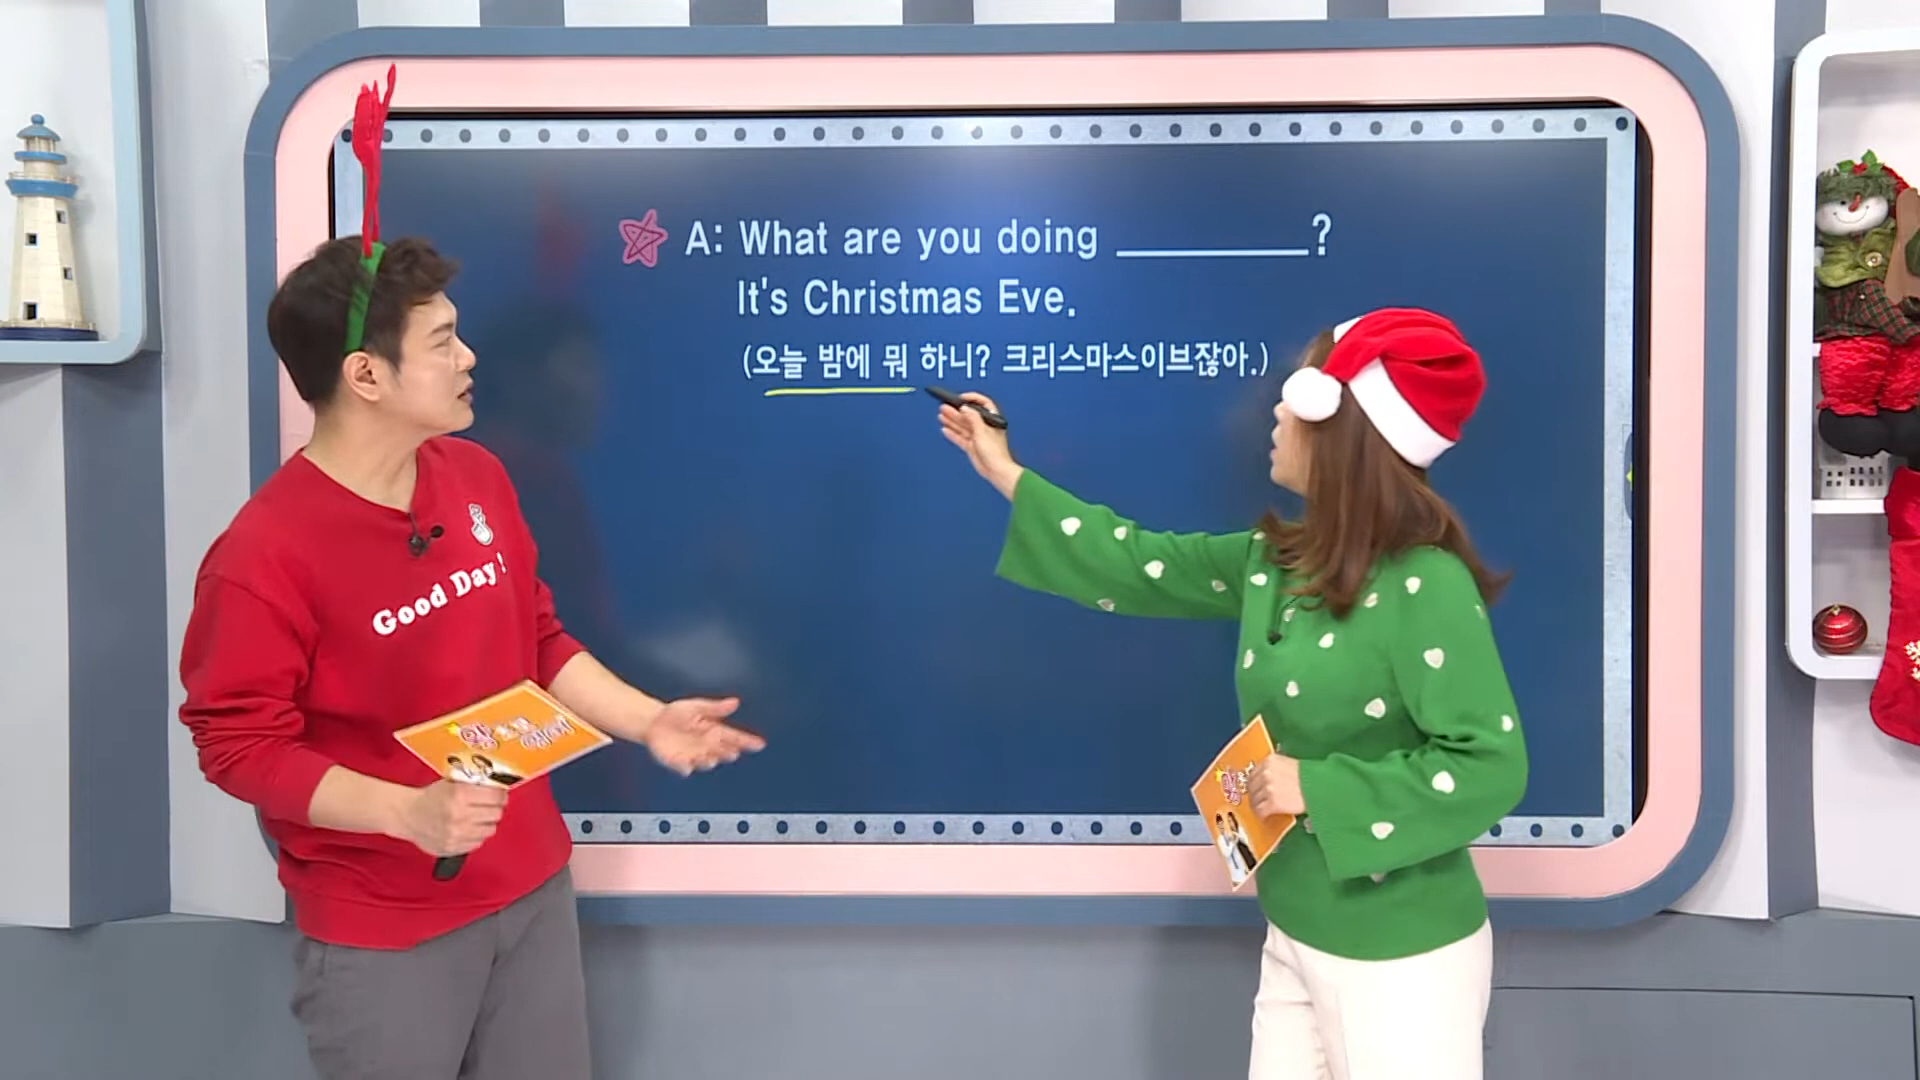 A: What are you doing ________?
It's Christmas Eve.
(오늘 밤에 뭐 하니? 크리스마스이브잖아.)
Good Day!